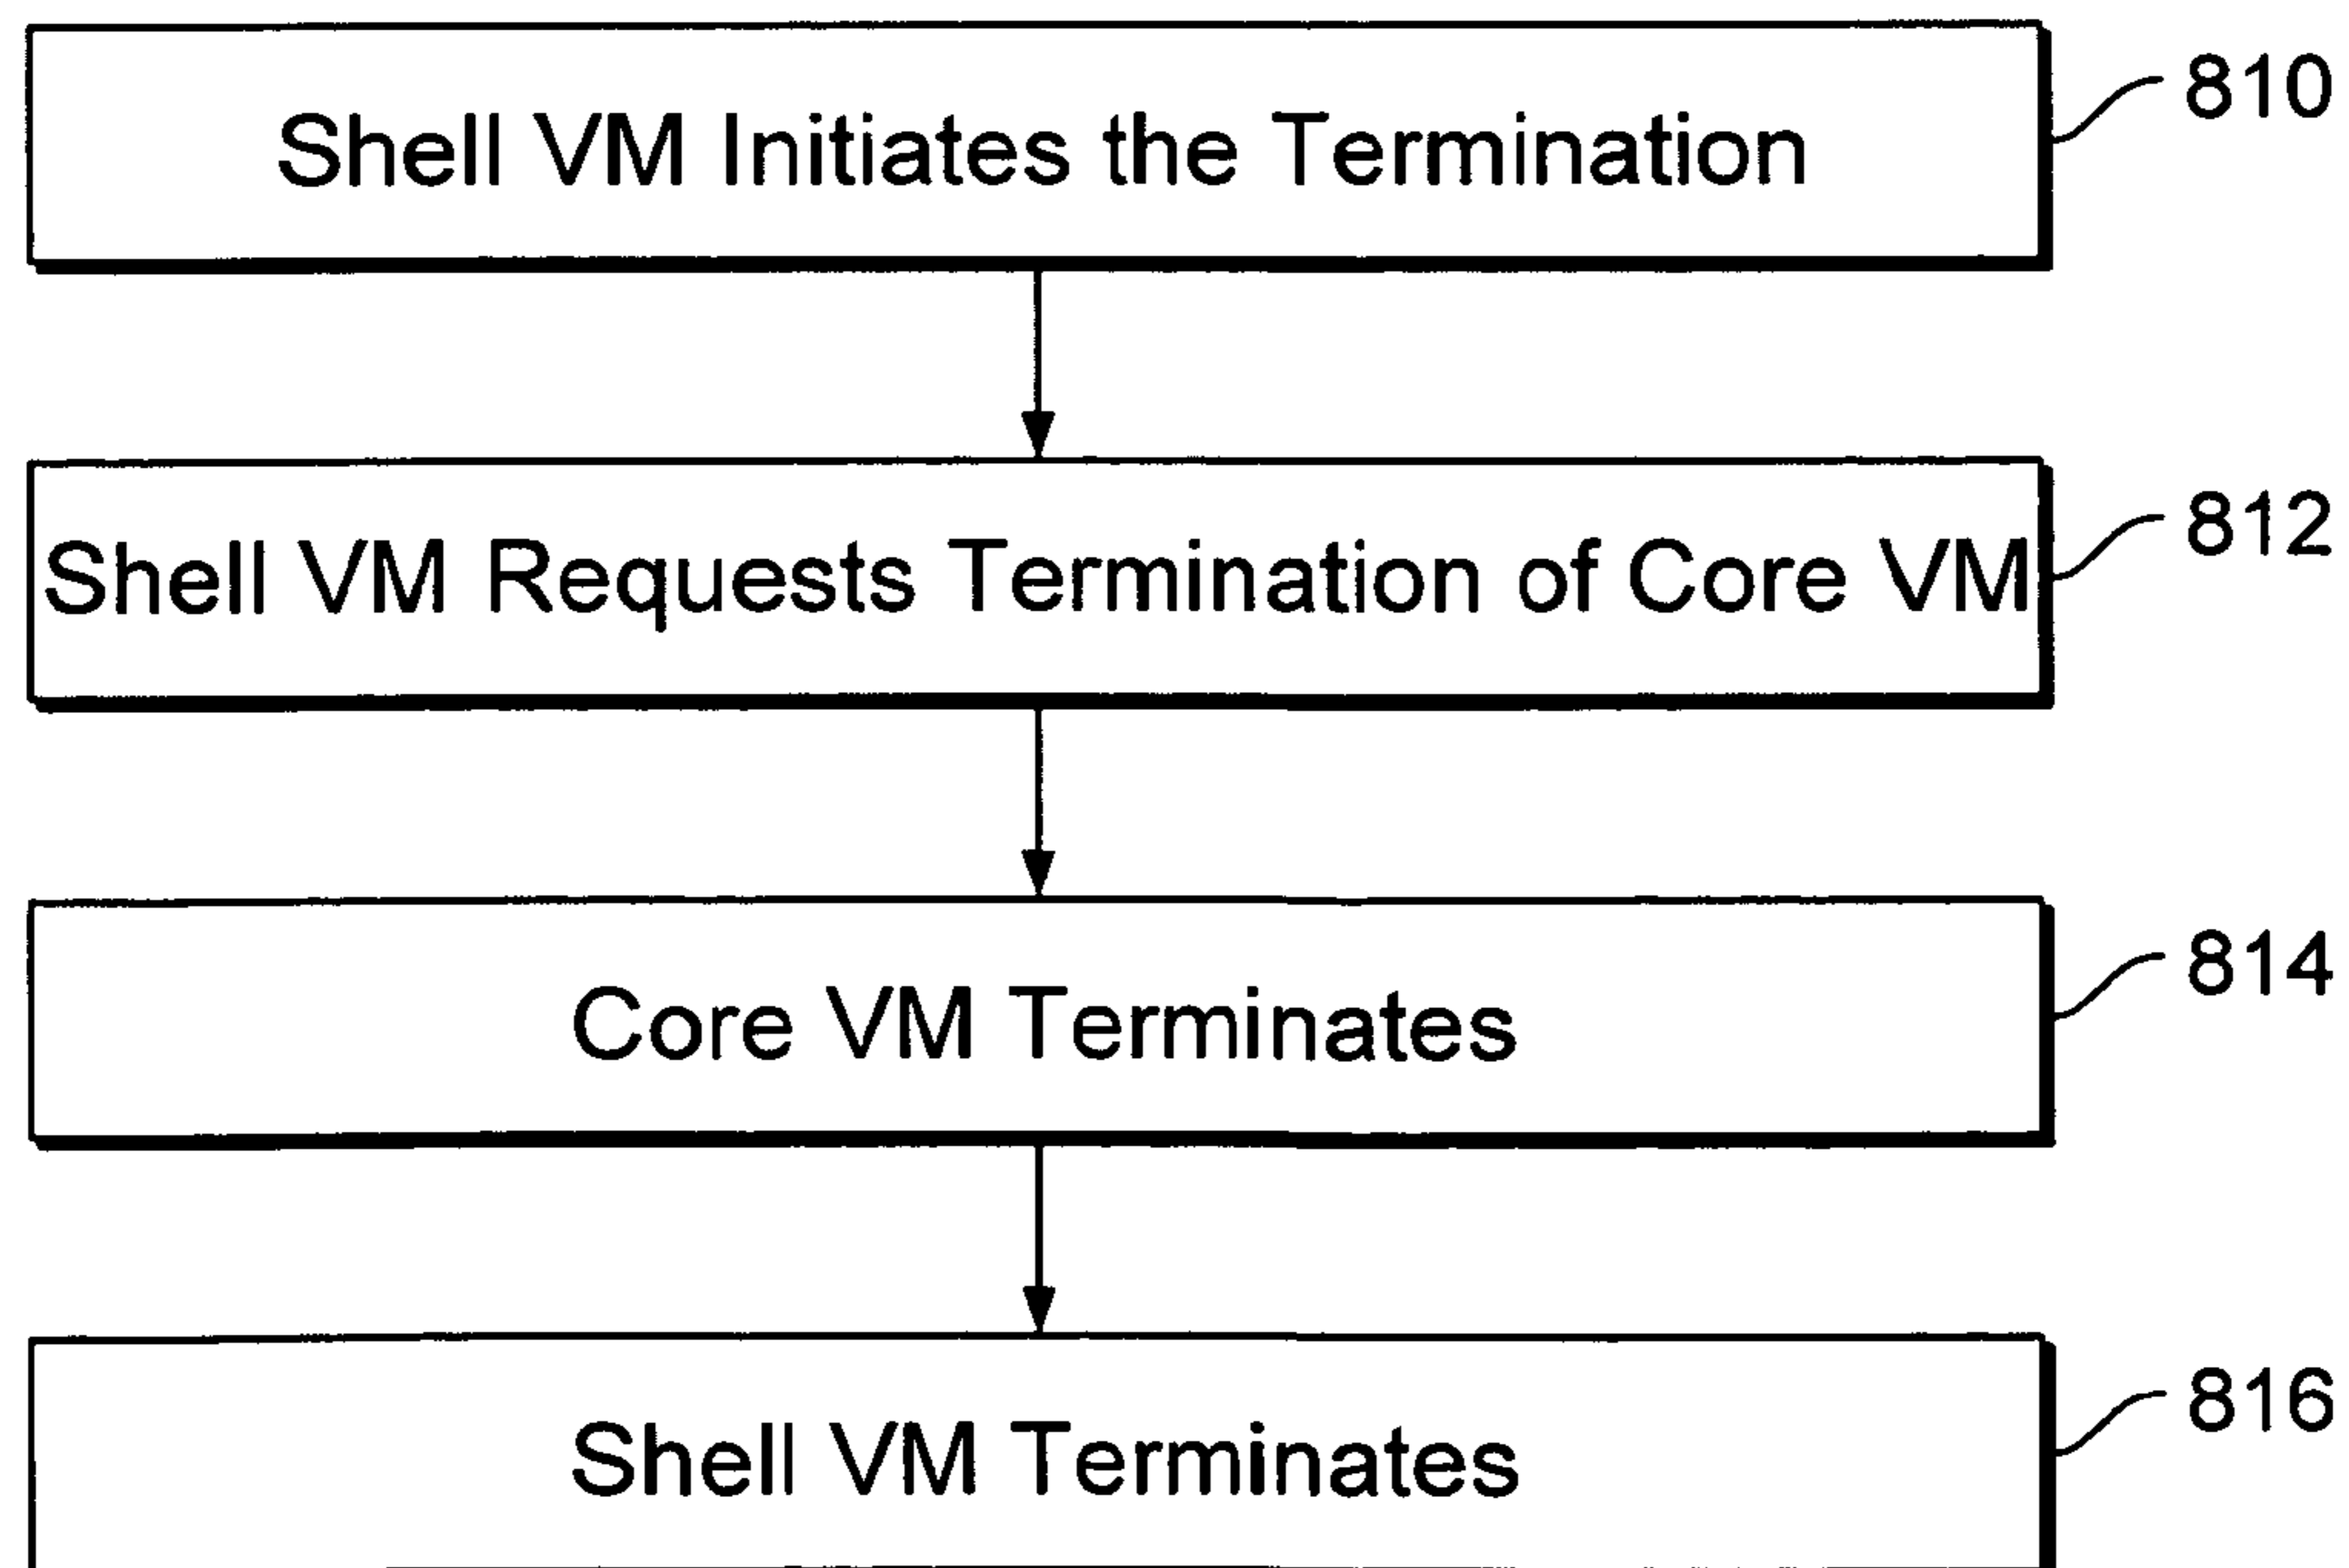 Shell VM Initiates the Termination
810
Shell VM Requests Termination of Core VM
812
Core VM Terminates
814
Shell VM Terminates
816